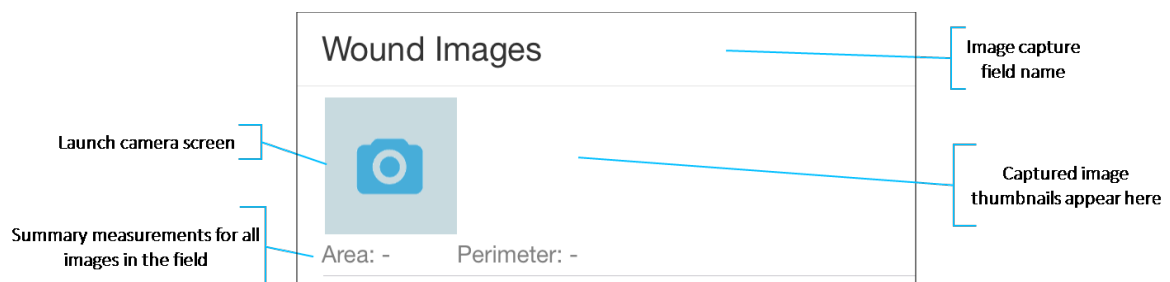 Wound Images
Image capture
field name
Launch camera screen
Captured image
thumbnails appear here
Summary measurements for all
images in the field
Area: -
Perimeter: -